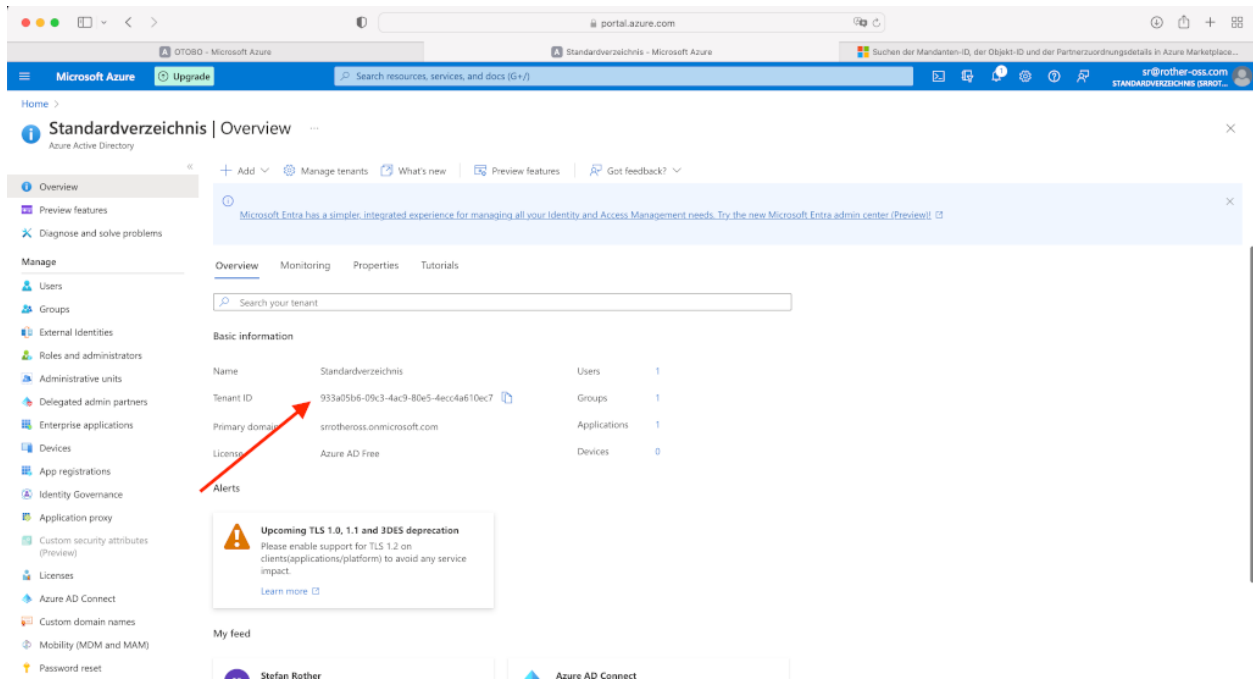 portal.azure.com
OTOBO - Microsoft Azure
Standardverzeichnis - Microsoft Azure
Suchen der Mandanten-ID, der Objekt-ID und der Partnerzuordnungsdetails in Azure Marketplace...
Microsoft Azure
Upgrade
Search resources, services, and docs (G+/)
1
sr@rother-oss.com
STANDARDVERZEICHNIS (SRROT...
Home >
Standardverzeichnis | Overview ...
Azure Active Directory
Add
Manage tenants
What's new
Preview features
Got feedback?
Overview
Preview features
Diagnose and solve problems
Manage
Users
Groups
External Identities
Roles and administrators
Administrative units
Delegated admin partners
Enterprise applications
Devices
App registrations
Identity Governance
Application proxy
Custom security attributes
(Preview)
Licenses
Azure AD Connect
Custom domain names
Mobility (MDM and MAM)
Password reset
Microsoft Entra has a simpler, integrated experience for managing all your Identity and Access Management needs. Try the new Microsoft Entra admin center (Preview)!
Overview Monitoring Properties Tutorials
Search your tenant
Basic information
Name Standardverzeichnis Users 1
Tenant ID 933a05b6-09c3-4ac9-80e5-4ecc4a610ec7 Groups 1
Primary domain srrotheross.onmicrosoft.com Applications 1
License Azure AD Free Devices 0
Alerts
Upcoming TLS 1.0, 1.1 and 3DES deprecation
Please enable support for TLS 1.2 on
clients(applications/platform) to avoid any service
impact.
Learn more
My feed
Stefan Rother
Azure AD Connect